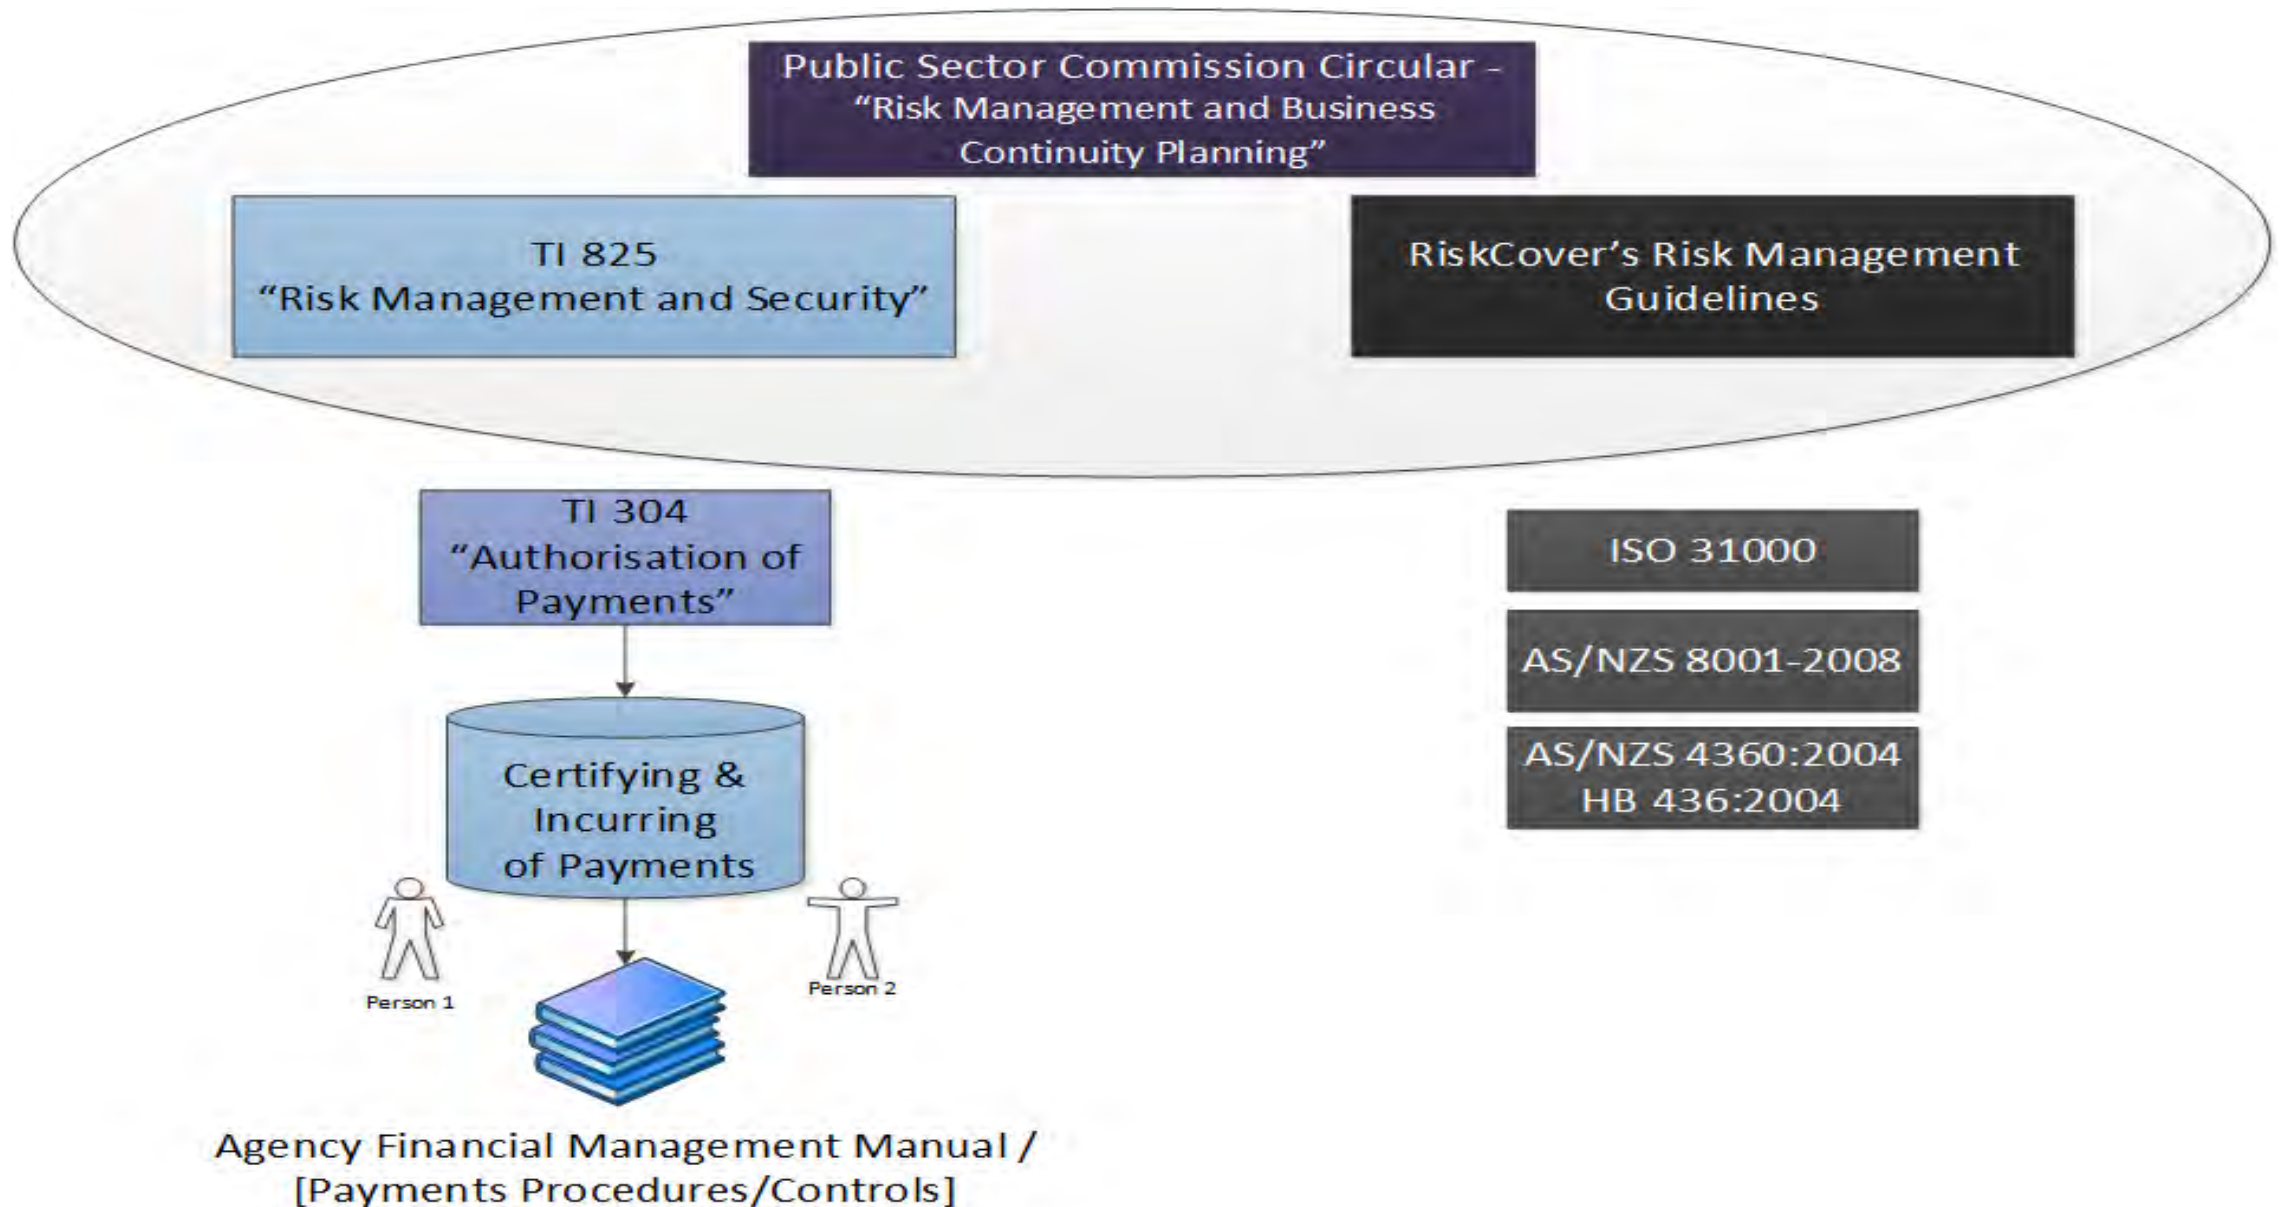 Public Sector Commission Circular -
“Risk Management and Business
Continuity Planning”
TI 825
“Risk Management and Security”
RiskCover’s Risk Management
Guidelines
TI 304
“Authorisation of
Payments”
ISO 31000
AS/NZS 8001-2008
AS/NZS 4360:2004
HB 436:2004
Certifying &
Incurring
of Payments
Person 1
Person 2
Agency Financial Management Manual /
[Payments Procedures/Controls]